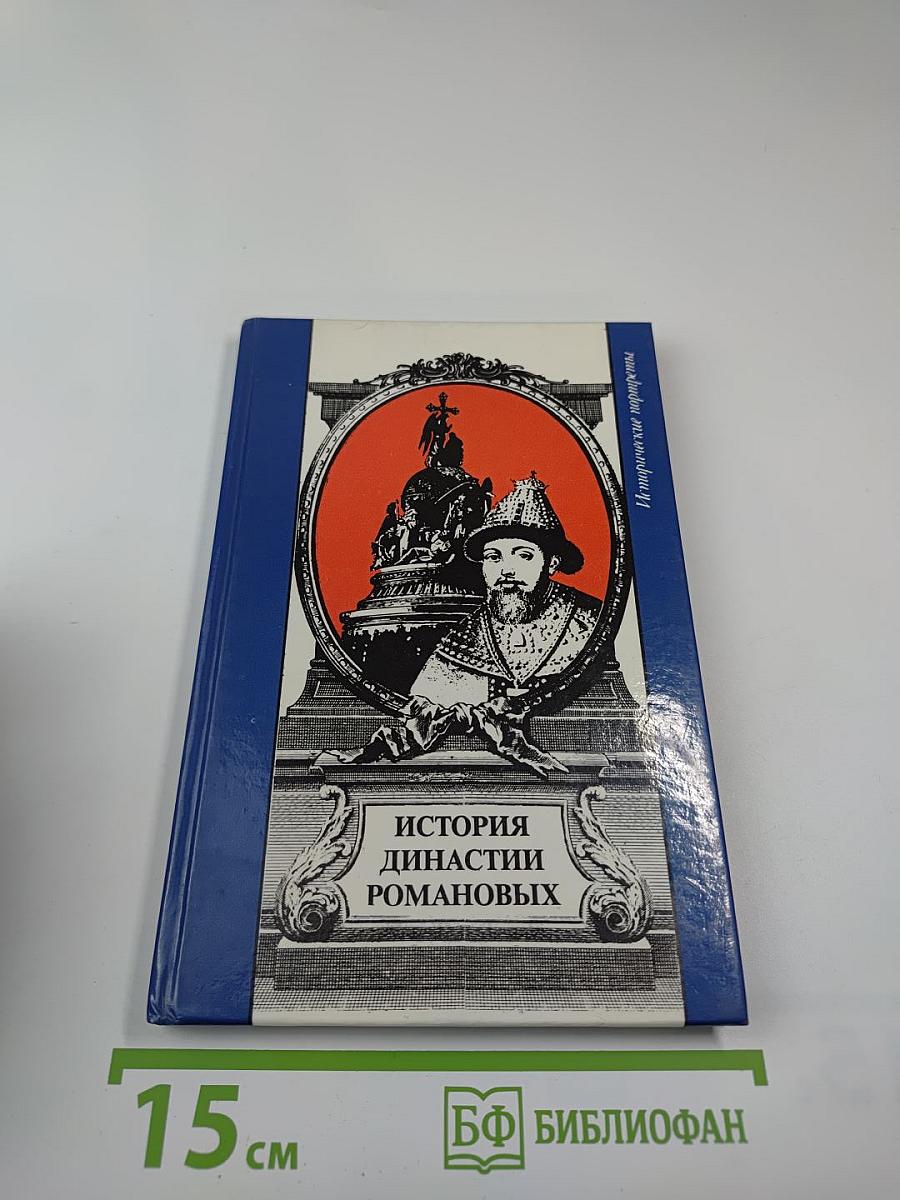 Исторические портреты
ИСТОРИЯ
ДИНАСТИИ
РОМАНОВЫХ
15 см
БФ БИБЛИОФАН